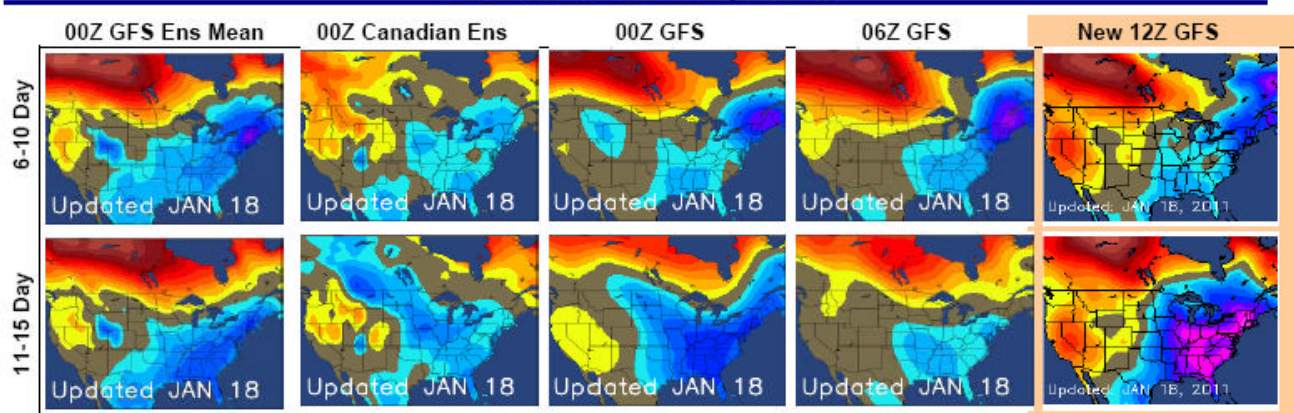 00Z GFS Ens Mean
00Z Canadian Ens
00Z GFS
06Z GFS
New 12Z GFS
6-10 Day
Updated JAN 18
Updated JAN 18
Updated JAN 18
Updated JAN 18
Updated: JAN 18, 2011
11-15 Day
Updated JAN 18
Updated JAN 18
Updated JAN 18
Updated JAN 18
Updated: JAN 18, 2011